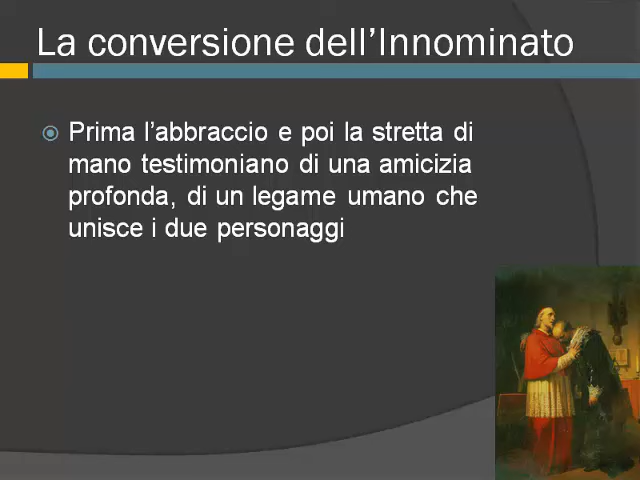 La conversione dell’Innominato
Prima l’abbraccio e poi la stretta di
mano testimoniano di una amicizia
profonda, di un legame umano che
unisce i due personaggi